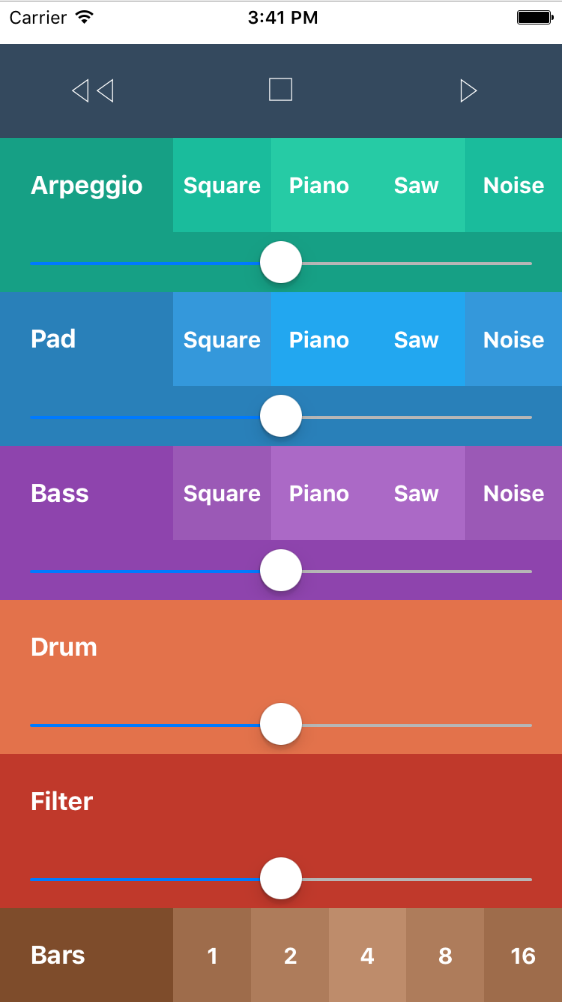 Carrier 3:41 PM
Arpeggio Square Piano Saw Noise
Pad Square Piano Saw Noise
Bass Square Piano Saw Noise
Drum
Filter
Bars 1 2 4 8 16